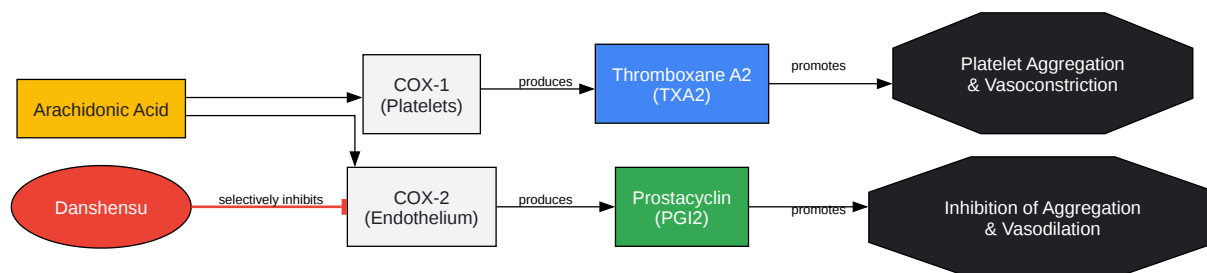 Arachidonic Acid
COX-1
(Platelets)
produces
Thromboxane A2
(TXA2)
promotes
Platelet Aggregation
& Vasoconstriction
Danshensu
selectively inhibits
COX-2
(Endothelium)
produces
Prostacyclin
(PGI2)
promotes
Inhibition of Aggregation
& Vasodilation